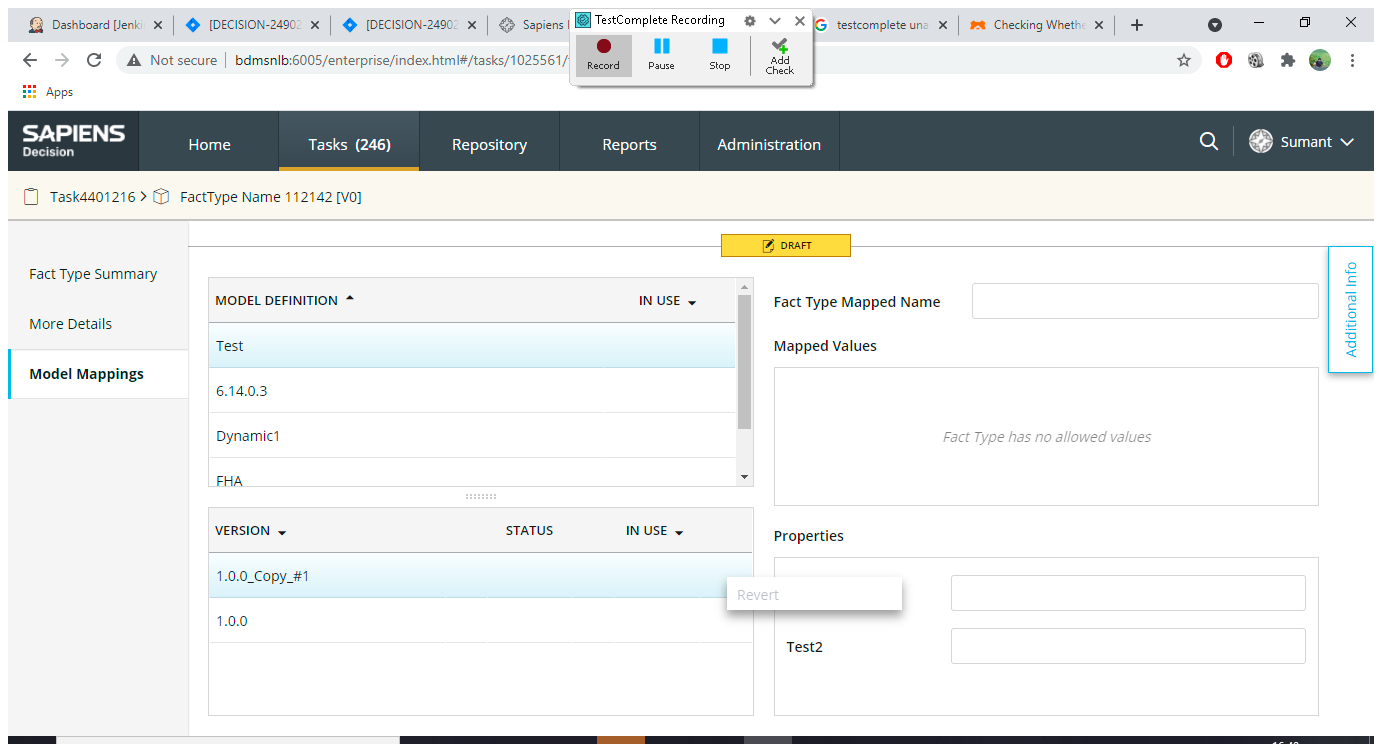 TestComplete Recording
Dashboard [Jenki
[DECISION-24902
[DECISION-24902
Sapiens
testcomplete una
Checking Whethe
Record
Pause
Stop
Add
Check
Not secure
bdmsnlb:6005/enterprise/index.html#/tasks/1025561/
Apps
SAPIENS
Decision
Home
Tasks (246)
Repository
Reports
Administration
Sumant
Task4401216 > FactType Name 112142 [V0]
DRAFT
Additional Info
Fact Type Summary
More Details
Model Mappings
MODEL DEFINITION
IN USE
Test
6.14.0.3
Dynamic1
FHA
VERSION
STATUS
IN USE
1.0.0_Copy_#1
1.0.0
Fact Type Mapped Name
Mapped Values
Fact Type has no allowed values
Properties
Revert
Test2